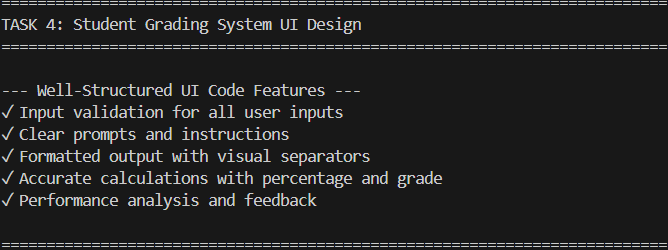 ==========================================================================
TASK 4: Student Grading System UI Design
==========================================================================
--- Well-Structured UI Code Features ---
✓ Input validation for all user inputs
✓ Clear prompts and instructions
✓ Formatted output with visual separators
✓ Accurate calculations with percentage and grade
✓ Performance analysis and feedback
==========================================================================